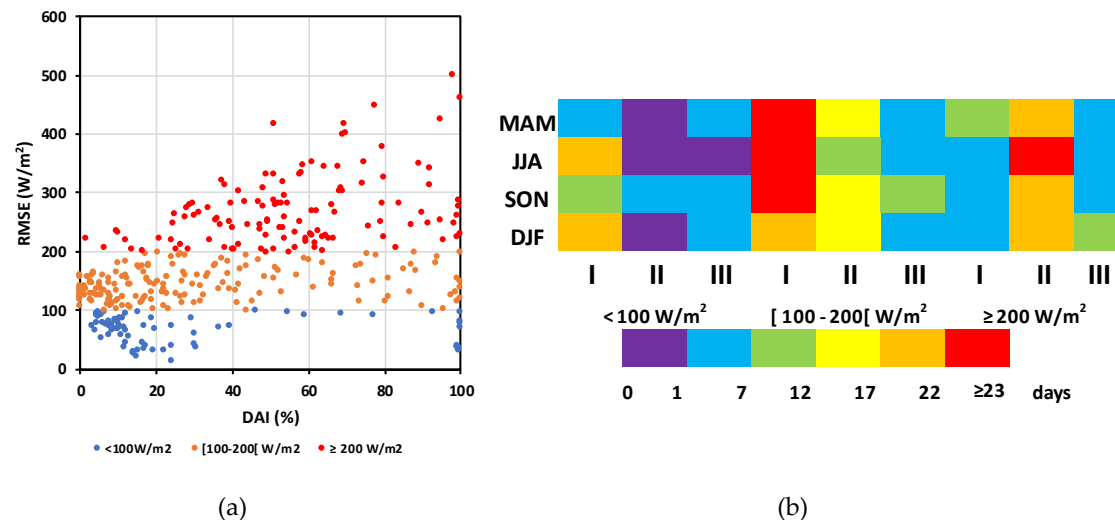 600
500
400
300
200
100
0
RMSE (W/m²)
0 20 40 60 80 100
DAI (%)
<100W/m2 [100-200[ W/m2 ≥ 200 W/m2
(a)
MAM
JJA
SON
DJF
I II III I II III I II III
< 100 W/m² [ 100 - 200[ W/m² ≥ 200 W/m²
0 1 7 12 17 22 ≥23 days
(b)